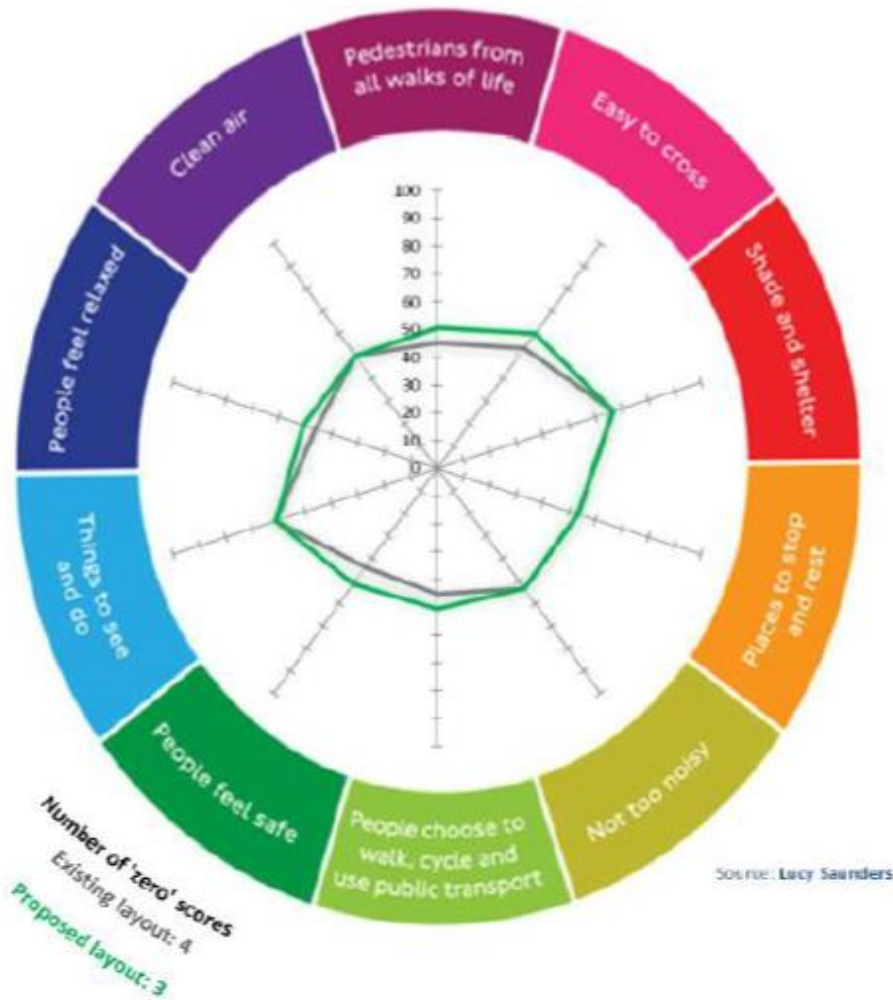 Pedestrians from
all walks of life
Easy to cross
Shade and shelter
Places to stop
and rest
Not too noisy
People choose to
walk, cycle and
use public transport
People feel safe
Things to see
and do
People feel relaxed
Clean air
100
90
80
70
60
50
40
30
20
10
0
Number of 'zero' scores
Existing layout: 4
Proposed layout: 3
Source: Lucy Saunders